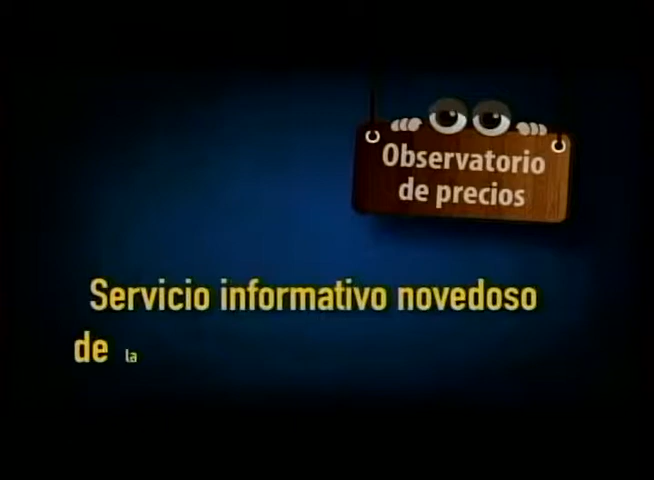 Observatorio
de precios
Servicio informativo novedoso
de la